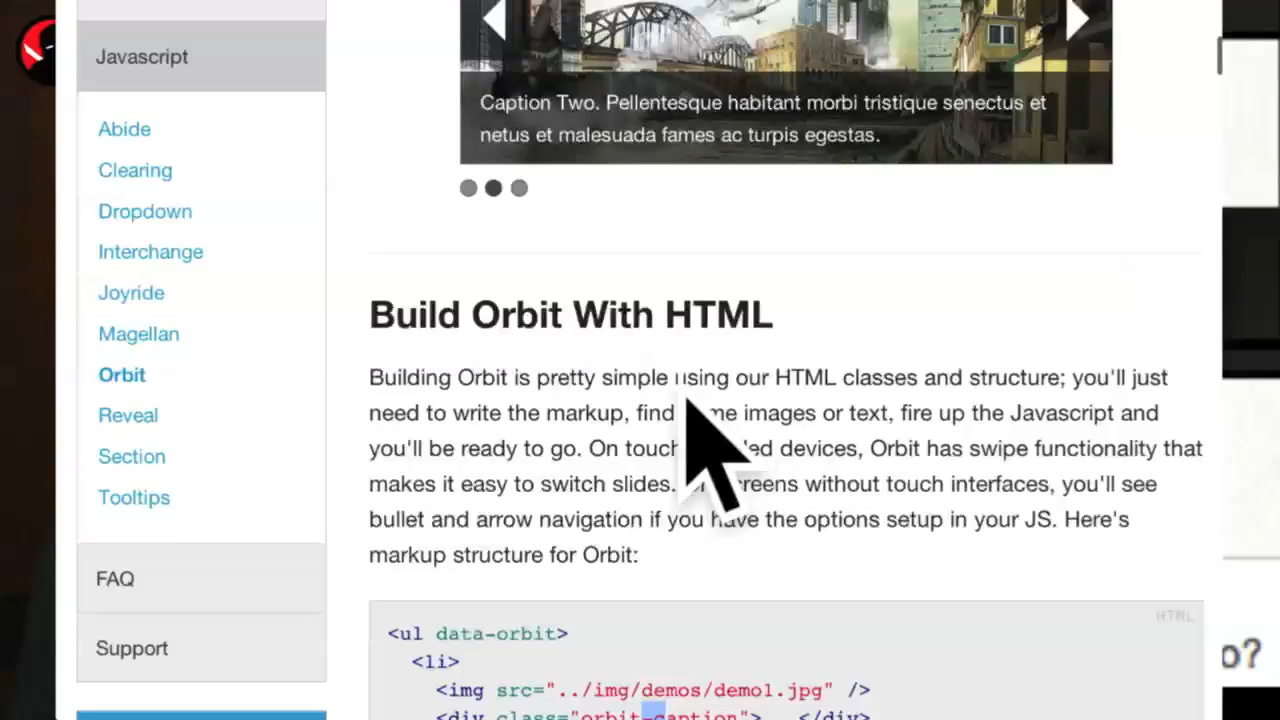 Javascript
Abide
Clearing
Dropdown
Interchange
Joyride
Magellan
Orbit
Reveal
Section
Tooltips
FAQ
Support
Caption Two. Pellentesque habitant morbi tristique senectus et
netus et malesuada fames ac turpis egestas.
Build Orbit With HTML
Building Orbit is pretty simple using our HTML classes and structure; you'll just
need to write the markup, find images or text, fire up the Javascript and
you'll be ready to go. On touch devices, Orbit has swipe functionality that
makes it easy to switch slides. screens without touch interfaces, you'll see
bullet and arrow navigation if you have the options setup in your JS. Here's
markup structure for Orbit:
HTML
<ul data-orbit>
<li>
<img src="../img/demos/demo1.jpg" />
<div class="orbit-caption">...</div>
o?